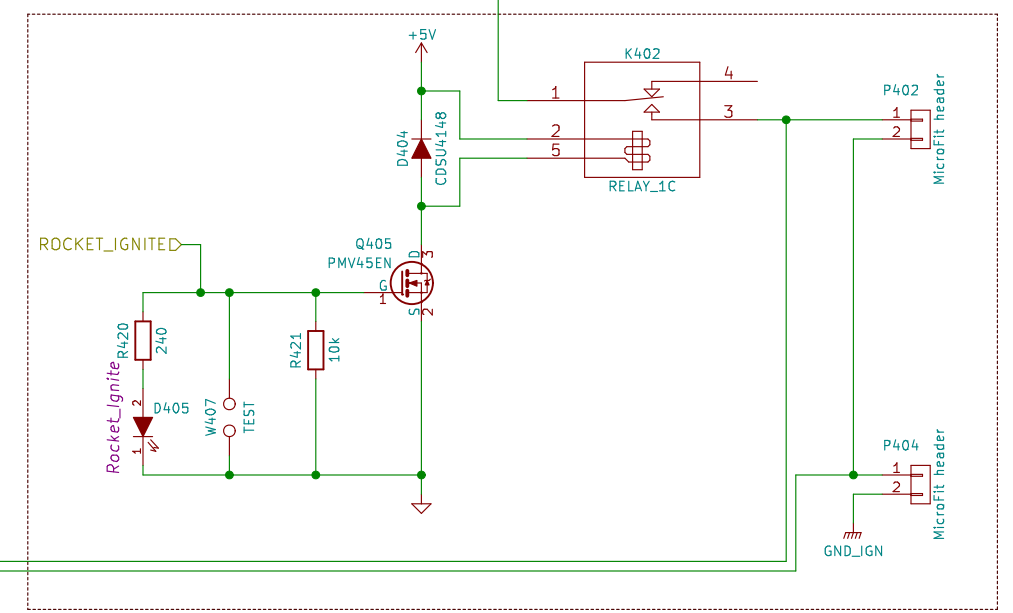 +5V
K402
1
4
3
2
5
RELAY_1C
D404
CDSU4148
P402
1
2
MicroFit header
ROCKET_IGNITE
Q405
PMV45EN
D
3
G
1
S
2
R420
240
R421
10k
Rocket_Ignite
2
D405
1
W407
TEST
P404
1
2
MicroFit header
GND_IGN